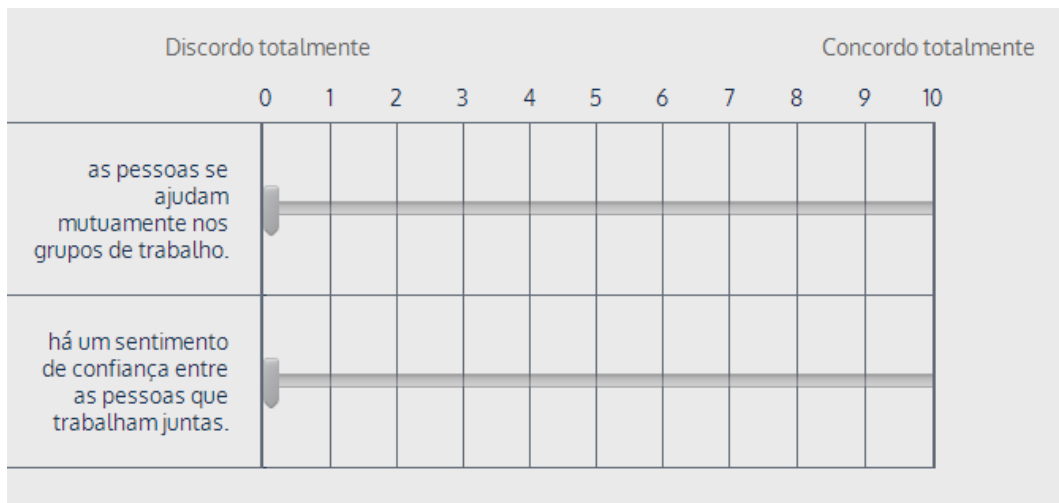 Discordo totalmente Concordo totalmente
0 1 2 3 4 5 6 7 8 9 10
as pessoas se
ajudam
mutuamente nos
grupos de trabalho.
há um sentimento
de confiança entre
as pessoas que
trabalham juntas.